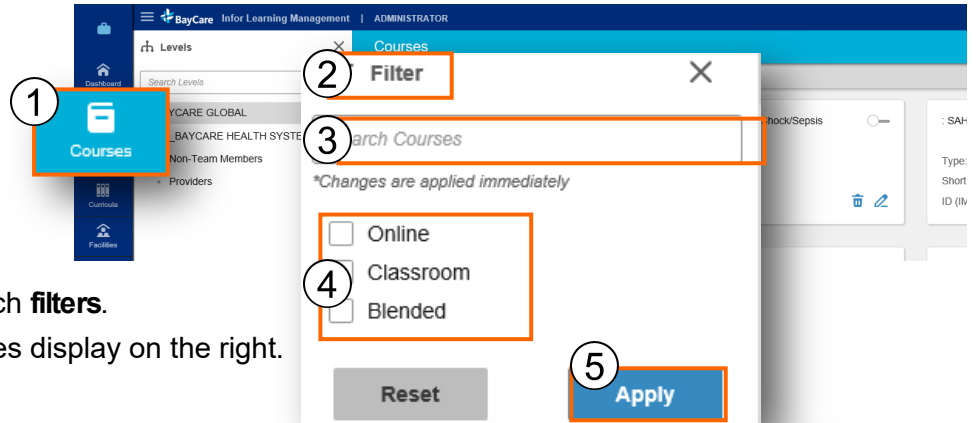 BayCare Infor Learning Management | ADMINISTRATOR
Levels
Courses
Dashboard
Search Levels
2
Filter
1
Courses
YCARE GLOBAL
_BAYCARE HEALTH SYSTE
Non-Team Members
Providers
3
arch Courses
hock/Sepsis
: SAH
Type:
Short
ID (IM
*Changes are applied immediately
Curricula
Facilities
Online
Classroom
4
Blended
ch filters.
es display on the right.
5
Reset
Apply